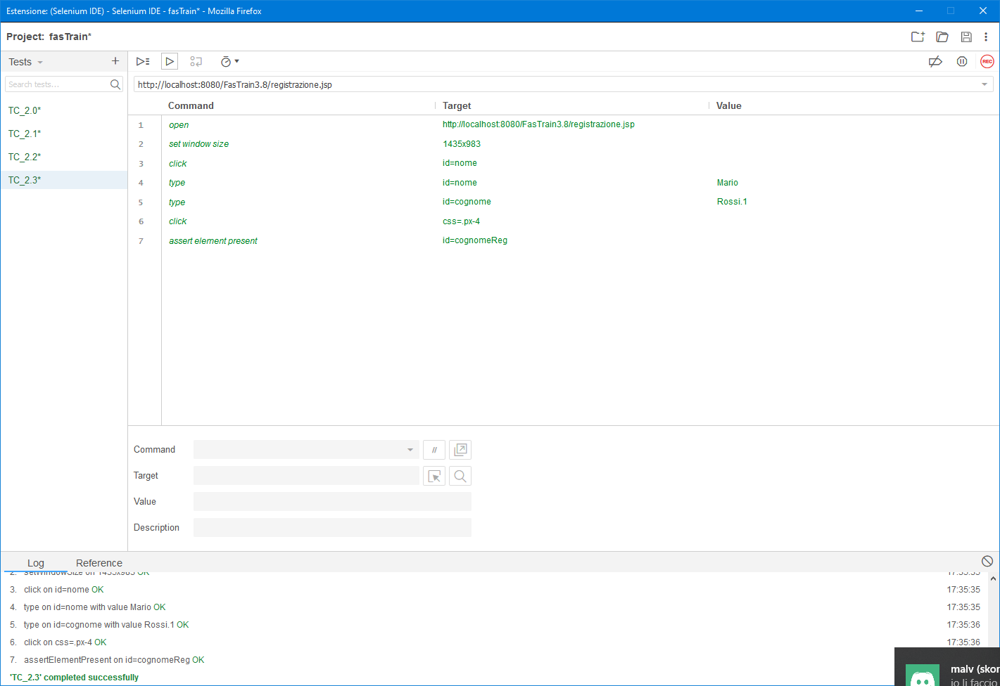 Estensione: (Selenium IDE) - Selenium IDE - fasTrain* - Mozilla Firefox
Project: fasTrain*
Tests
+
Search tests...
TC_2.0*
TC_2.1*
TC_2.2*
TC_2.3*
REC
http://localhost:8080/FasTrain3.8/registrazione.jsp
Command Target Value
1 open http://localhost:8080/FasTrain3.8/registrazione.jsp
2 set window size 1435x983
3 click id=nome
4 type id=nome Mario
5 type id=cognome Rossi.1
6 click css=.px-4
7 assert element present id=cognomeReg
Command //
Target
Value
Description
Log Reference
2. setWindowSize on 1435x983 OK 17:35:35
3. click on id=nome OK 17:35:35
4. type on id=nome with value Mario OK 17:35:35
5. type on id=cognome with value Rossi.1 OK 17:35:36
6. click on css=.px-4 OK 17:35:36
7. assertElementPresent on id=cognomeReg OK
'TC_2.3' completed successfully
malv (skor
io li faccio